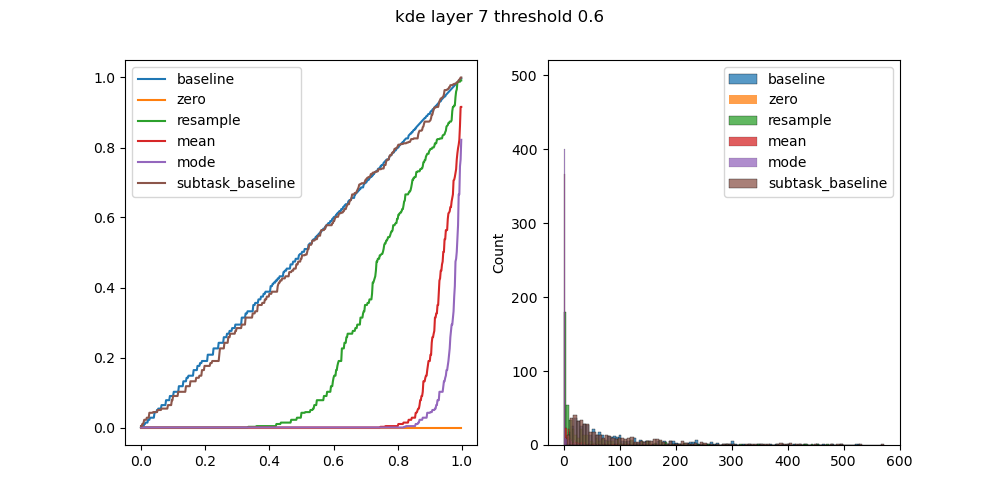 kde layer 7 threshold 0.6
baseline
zero
resample
mean
mode
subtask_baseline
1.0
0.8
0.6
0.4
0.2
0.0
0.0 0.2 0.4 0.6 0.8 1.0
baseline
zero
resample
mean
mode
subtask_baseline
Count
500
400
300
200
100
0
0 100 200 300 400 500 600